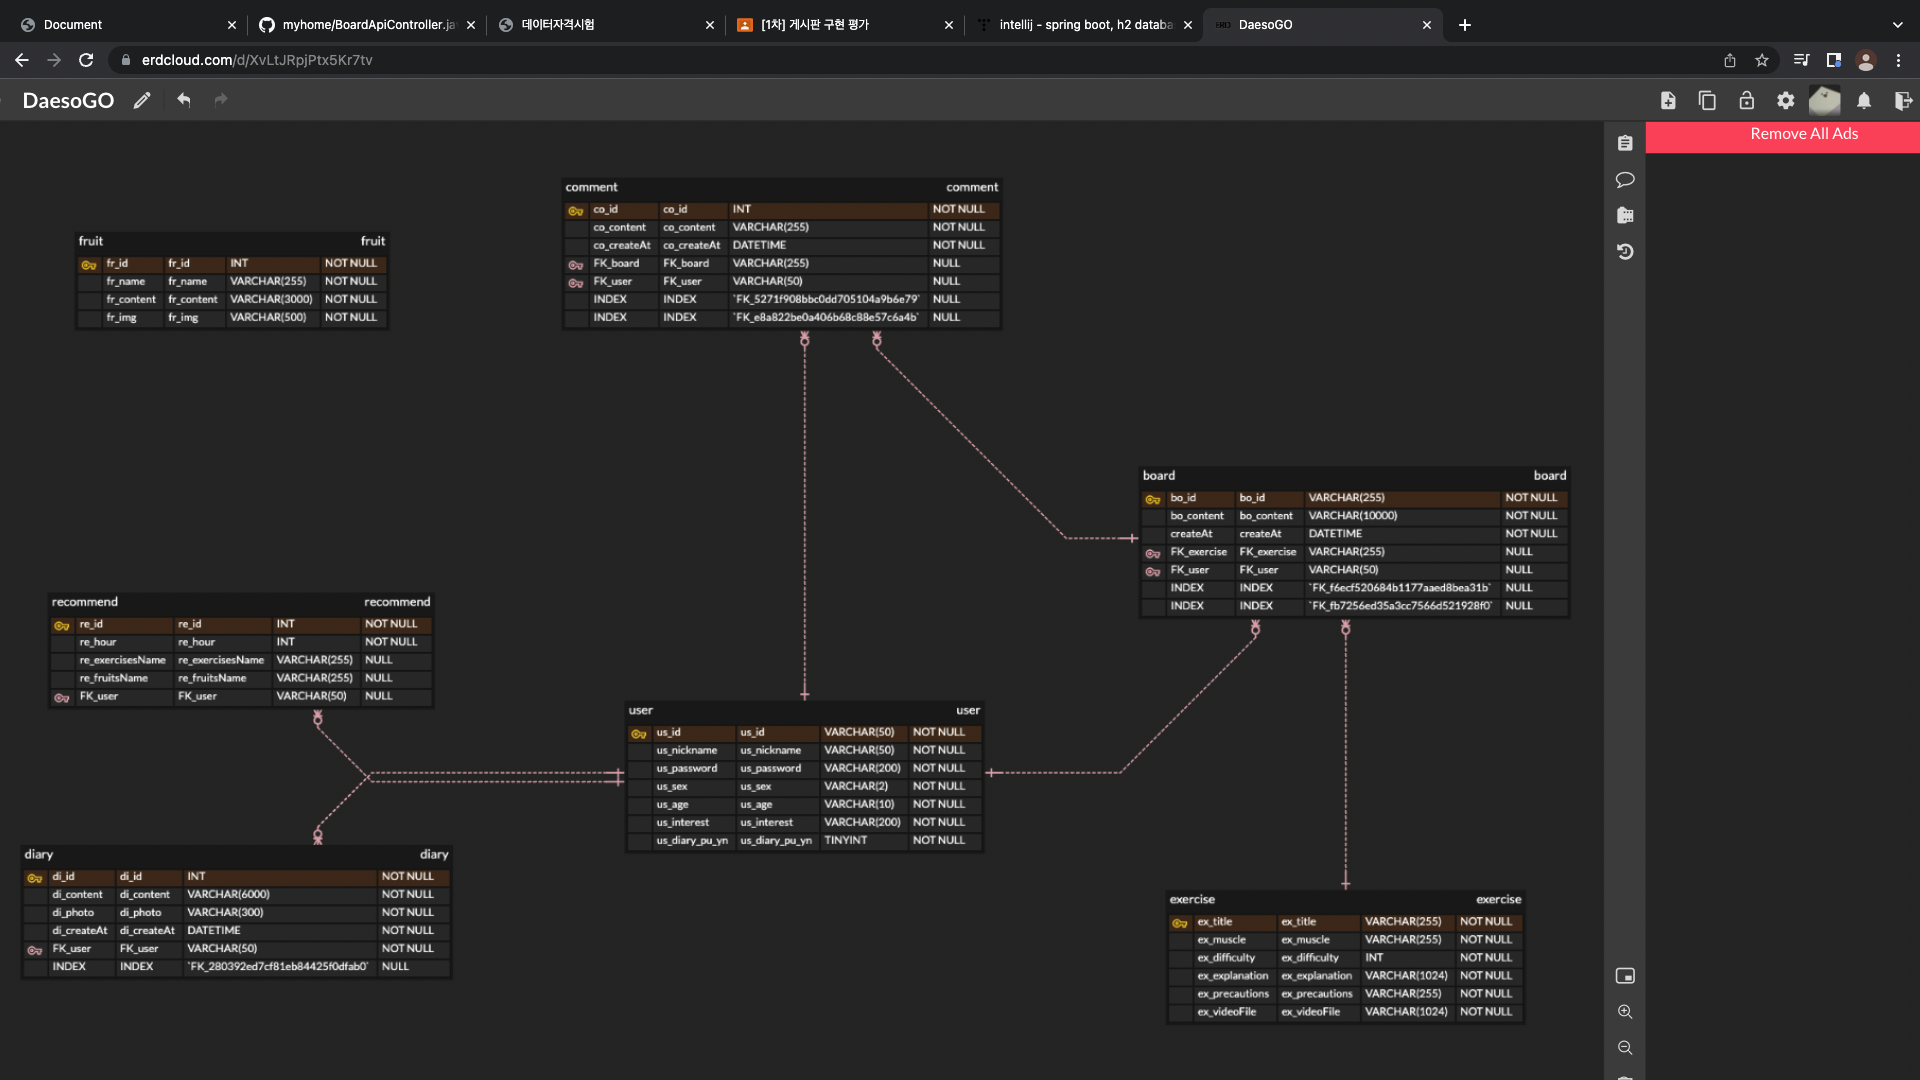 Document
myhome/BoardApiController.ja
데이터자격시험
[1차] 게시판 구현 평가
intellij - spring boot, h2 databa
DaesoGO
erdcloud.com/d/XvLtJRpjPtx5Kr7tv
DaesoGO
Remove All Ads
comment comment
co_id co_id INT NOT NULL
co_content co_content VARCHAR(255) NOT NULL
co_createAt co_createAt DATETIME NOT NULL
FK_board FK_board VARCHAR(255) NULL
FK_user FK_user VARCHAR(50) NULL
INDEX INDEX `FK_5271f908bbc0dd705104a9b6e79` NULL
INDEX INDEX `FK_e8a822be0a406b68c88e57c6a4b` NULL
fruit fruit
fr_id fr_id INT NOT NULL
fr_name fr_name VARCHAR(255) NOT NULL
fr_content fr_content VARCHAR(3000) NOT NULL
fr_img fr_img VARCHAR(500) NOT NULL
board board
bo_id bo_id VARCHAR(255) NOT NULL
bo_content bo_content VARCHAR(10000) NOT NULL
createAt createAt DATETIME NOT NULL
FK_exercise FK_exercise VARCHAR(255) NULL
FK_user FK_user VARCHAR(50) NULL
INDEX INDEX `FK_f6ecf520684b1177aaed8bea31b` NULL
INDEX INDEX `FK_fb7256ed35a3cc7566d521928f0` NULL
recommend recommend
re_id re_id INT NOT NULL
re_hour re_hour INT NOT NULL
re_exercisesName re_exercisesName VARCHAR(255) NULL
re_fruitsName re_fruitsName VARCHAR(255) NULL
FK_user FK_user VARCHAR(50) NULL
user user
us_id us_id VARCHAR(50) NOT NULL
us_nickname us_nickname VARCHAR(50) NOT NULL
us_password us_password VARCHAR(200) NOT NULL
us_sex us_sex VARCHAR(2) NOT NULL
us_age us_age VARCHAR(10) NOT NULL
us_interest us_interest VARCHAR(200) NOT NULL
us_diary_pu_yn us_diary_pu_yn TINYINT NOT NULL
diary diary
di_id di_id INT NOT NULL
di_content di_content VARCHAR(6000) NOT NULL
di_photo di_photo VARCHAR(300) NOT NULL
di_createAt di_createAt DATETIME NOT NULL
FK_user FK_user VARCHAR(50) NOT NULL
INDEX INDEX `FK_280392ed7cf81eb84425f0dfab0` NULL
exercise exercise
ex_title ex_title VARCHAR(255) NOT NULL
ex_muscle ex_muscle VARCHAR(255) NOT NULL
ex_difficulty ex_difficulty INT NOT NULL
ex_explanation ex_explanation VARCHAR(1024) NOT NULL
ex_precautions ex_precautions VARCHAR(255) NOT NULL
ex_videoFile ex_videoFile VARCHAR(1024) NOT NULL